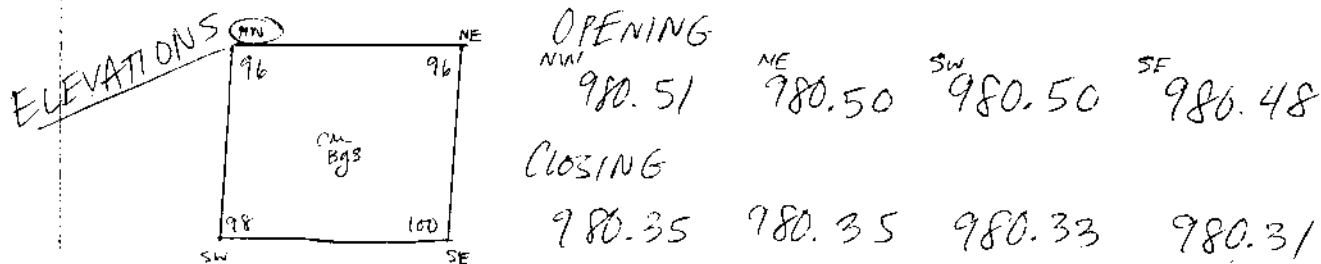 ELEVATIONS
NW NE
96 96
cm
Bgs
98 100
SW SE
OPENING
NW NE SW SE
980.51 980.50 980.50 980.48
CLOSING
980.35 980.35 980.33 980.31